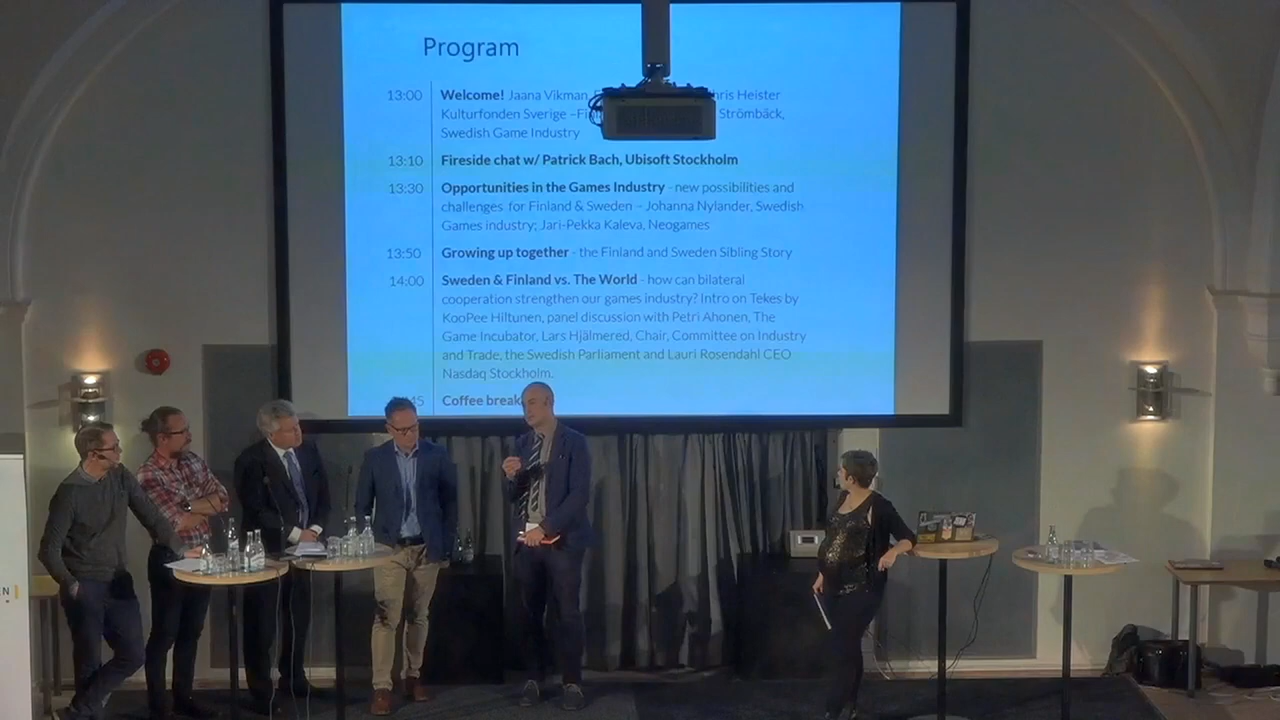 Program
13:00 Welcome! Jaana Vikman, hris Heister
Kulturfonden Sverige –Finl Strömbäck,
Swedish Game Industry
13:10 Fireside chat w/ Patrick Bach, Ubisoft Stockholm
13:30 Opportunities in the Games Industry - new possibilities and
challenges for Finland & Sweden – Johanna Nylander, Swedish
Games industry; Jari-Pekka Kaleva, Neogames
13:50 Growing up together - the Finland and Sweden Sibling Story
14:00 Sweden & Finland vs. The World - how can bilateral
cooperation strengthen our games industry? Intro on Tekes by
KooPee Hiltunen, panel discussion with Petri Ahonen, The
Game Incubator, Lars Hjälmered, Chair, Committee on Industry
and Trade, the Swedish Parliament and Lauri Rosendahl CEO
Nasdaq Stockholm.
45 Coffee break
EN